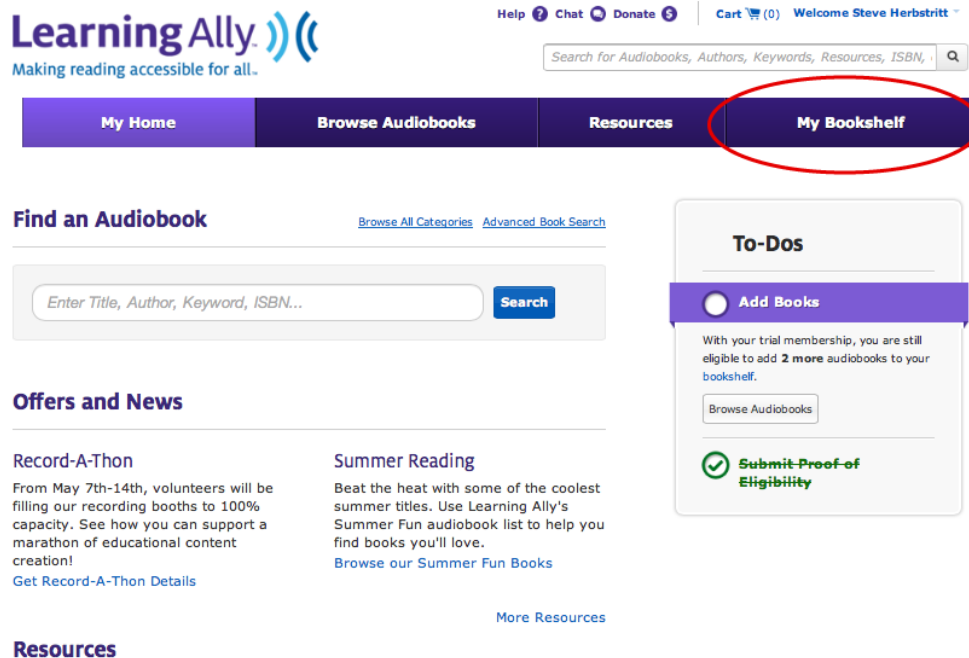 Learning Ally™
Making reading accessible for all.™
Help ? Chat Donate $ Cart (0) Welcome Steve Herbstritt
Search for Audiobooks, Authors, Keywords, Resources, ISBN,
My Home Browse Audiobooks Resources My Bookshelf
Find an Audiobook Browse All Categories Advanced Book Search
Enter Title, Author, Keyword, ISBN... Search
To-Dos
Add Books
With your trial membership, you are still
eligible to add 2 more audiobooks to your
bookshelf.
Browse Audiobooks
Submit Proof of
Eligibility
Offers and News
Record-A-Thon
From May 7th-14th, volunteers will be
filling our recording booths to 100%
capacity. See how you can support a
marathon of educational content
creation!
Get Record-A-Thon Details
Summer Reading
Beat the heat with some of the coolest
summer titles. Use Learning Ally's
Summer Fun audiobook list to help you
find books you'll love.
Browse our Summer Fun Books
More Resources
Resources